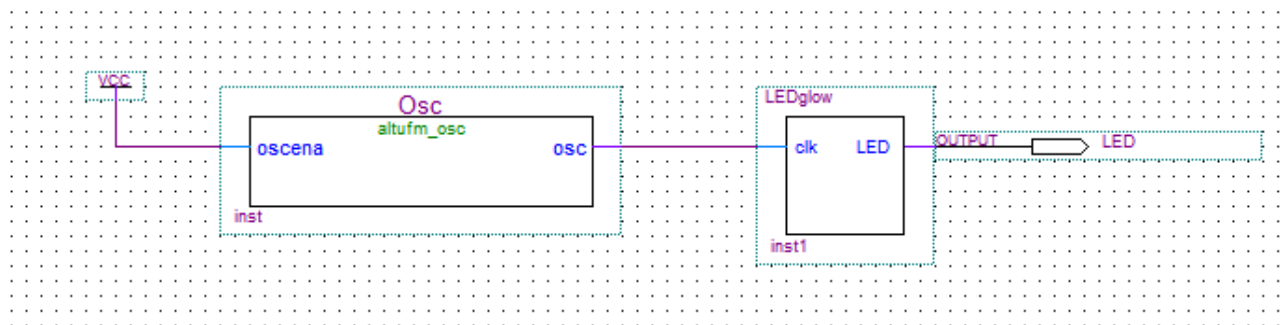 VCC
Osc
altufm_osc
oscena
osc
inst
LEDglow
clk
LED
inst1
OUTPUT
LED